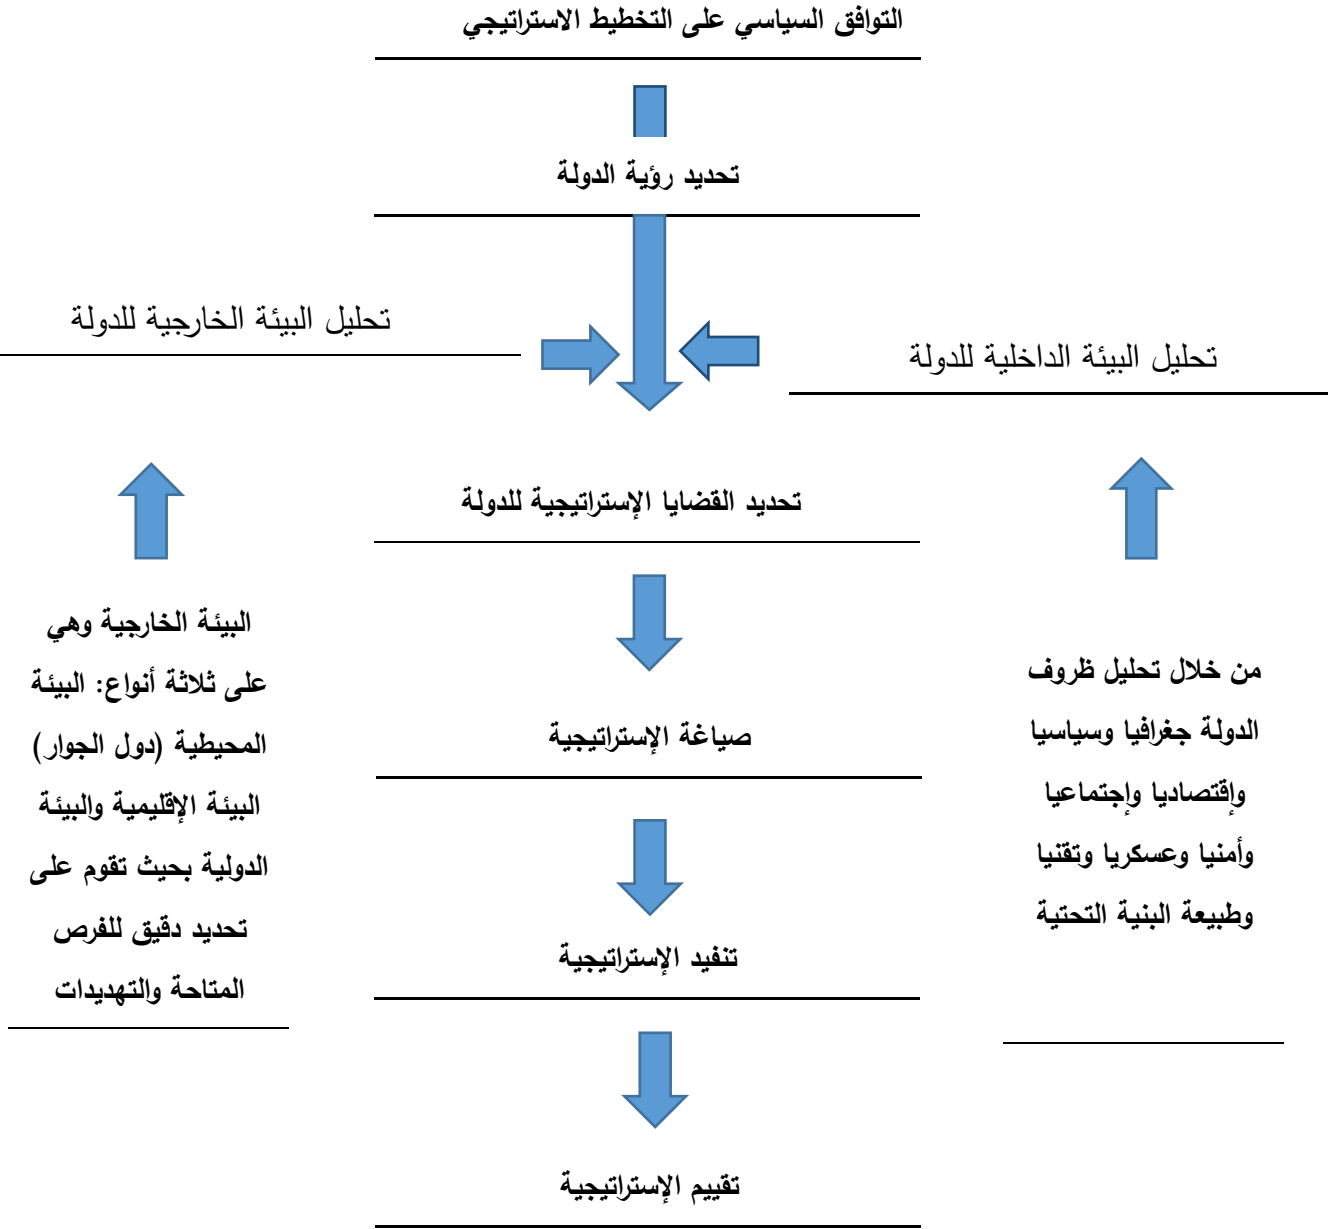 التوافق السياسي على التخطيط الاستراتيجي
تحديد رؤية الدولة
تحليل البيئة الخارجية للدولة
تحليل البيئة الداخلية للدولة
تحديد القضايا الإستراتيجية للدولة
من خلال تحليل ظروف
الدولة جغرافيا وسياسيا
وإقتصاديا وإجتماعيا
وأمنيا وعسكريا وتقنيا
وطبيعة البنية التحتية
البيئة الخارجية وهي
على ثلاثة أنواع: البيئة
المحيطية (دول الجوار)
البيئة الإقليمية والبيئة
الدولية بحيث تقوم على
تحديد دقيق للفرص
المتاحة والتهديدات
صياغة الإستراتيجية
تنفيد الإستراتيجية
تقييم الإستراتيجية